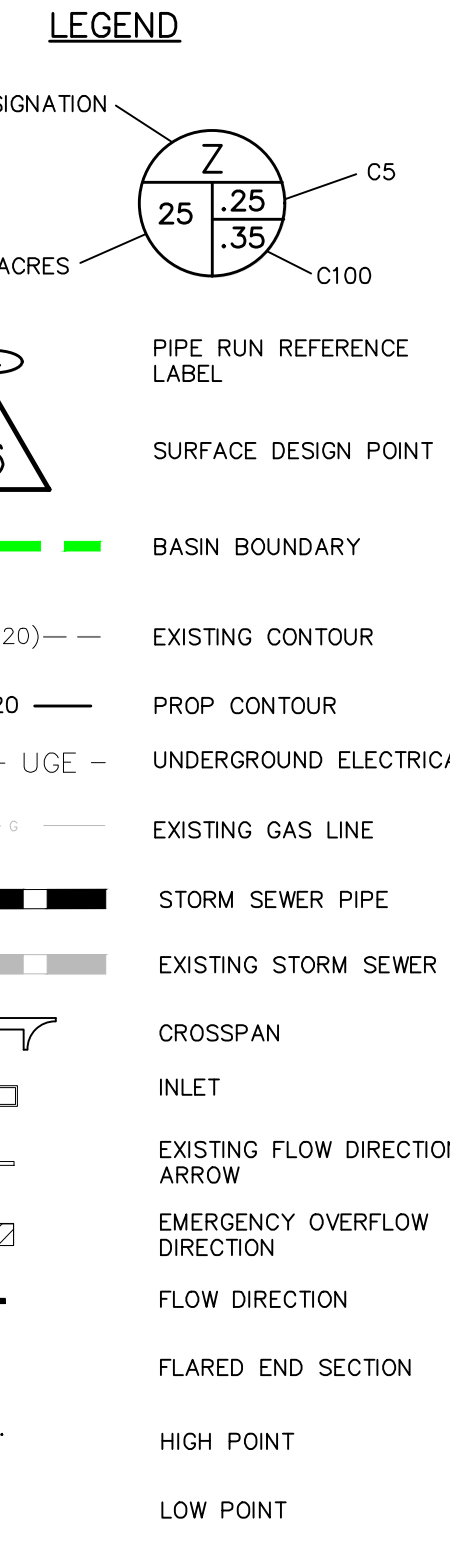 LEGEND
SIGNATION
Z
C5
25
.25
.35
ACRES
C100
PIPE RUN REFERENCE
LABEL
SURFACE DESIGN POINT
BASIN BOUNDARY
20)
EXISTING CONTOUR
20
PROP CONTOUR
UGE
UNDERGROUND ELECTRICA
G
EXISTING GAS LINE
STORM SEWER PIPE
EXISTING STORM SEWER
CROSSPAN
INLET
EXISTING FLOW DIRECTION
ARROW
EMERGENCY OVERFLOW
DIRECTION
FLOW DIRECTION
FLARED END SECTION
HIGH POINT
LOW POINT